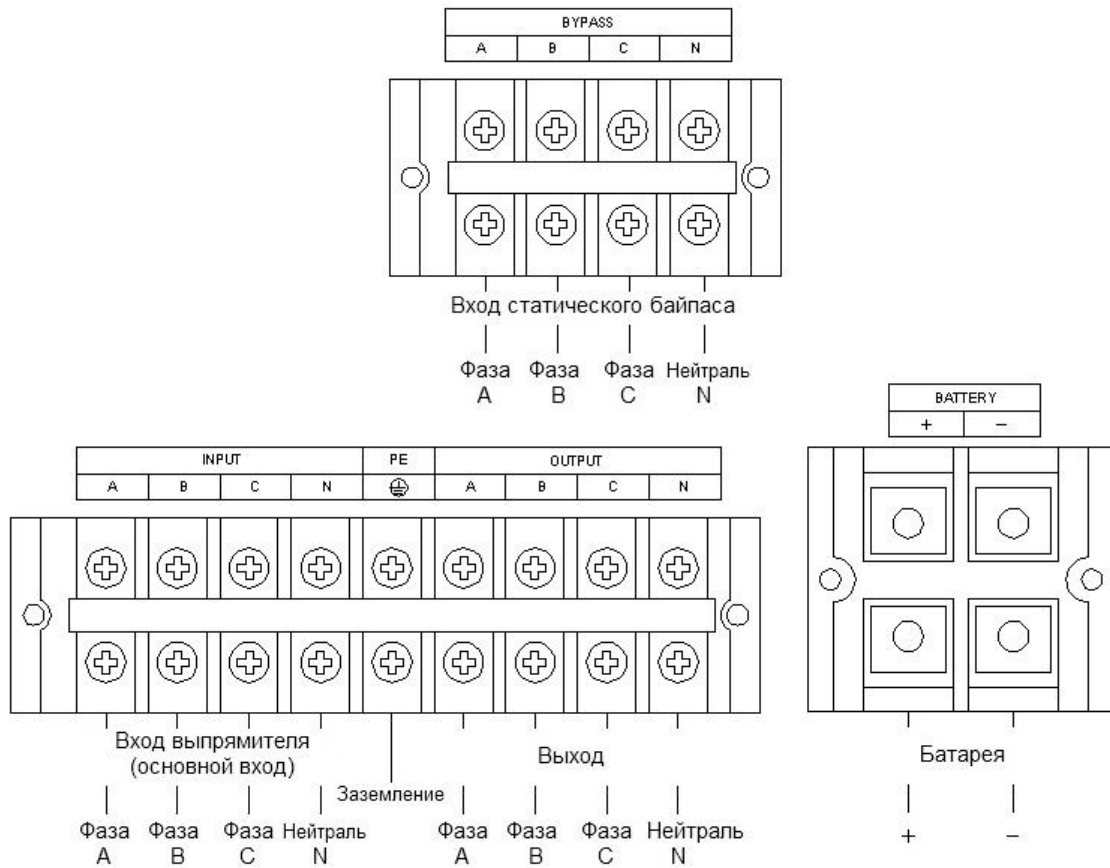 BYPASS
A B C N
Вход статического байпаса
Фаза Фаза Фаза Нейтраль
A B C N
BATTERY
+ −
INPUT PE OUTPUT
A B C N A B C N
Вход выпрямителя
(основной вход)
Выход
Батарея
Заземление
Фаза Фаза Фаза Нейтраль Фаза Фаза Фаза Нейтраль
A B C N A B C N
+ −